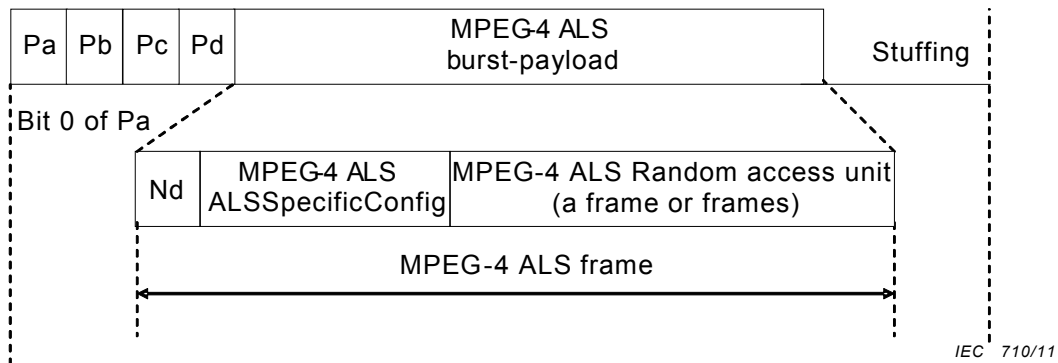 Pa Pb Pc Pd MPEG-4 ALS
burst-payload Stuffing
Bit 0 of Pa
Nd MPEG-4 ALS
ALSSpecificConfig MPEG-4 ALS Random access unit
(a frame or frames)
MPEG-4 ALS frame
IEC 710/11